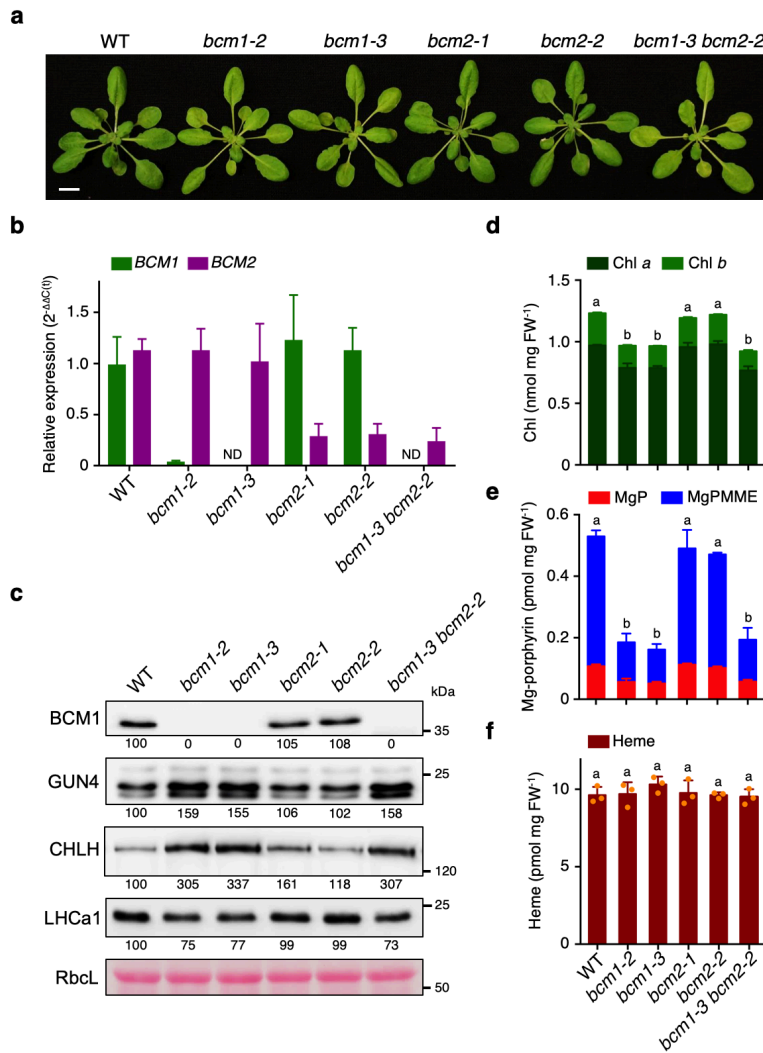 a
WT bcm1-2 bcm1-3 bcm2-1 bcm2-2 bcm1-3 bcm2-2
b
BCM1 BCM2
Relative expression (2-ΔΔC(t))
1.5
1.0
0.5
0
ND ND
WT bcm1-2 bcm1-3 bcm2-1 bcm2-2 bcm1-3 bcm2-2
c
WT bcm1-2 bcm1-3 bcm2-1 bcm2-2 bcm1-3 bcm2-2
kDa
BCM1
35
100 0 0 105 108 0
GUN4
25
100 159 155 106 102 158
CHLH
120
100 305 337 161 118 307
LHCa1
25
100 75 77 99 99 73
RbcL
50
d
Chl a Chl b
Chl (nmol mg FW-1)
1.5
1.0
0.5
0
a b b a a b
e
MgP MgPMME
Mg-porphyrin (pmol mg FW-1)
0.6
0.4
0.2
0
a b b a a b
f
Heme
Heme (pmol mg FW-1)
10
5
0
a a a a a a
WT bcm1-2 bcm1-3 bcm2-1 bcm2-2 bcm1-3 bcm2-2